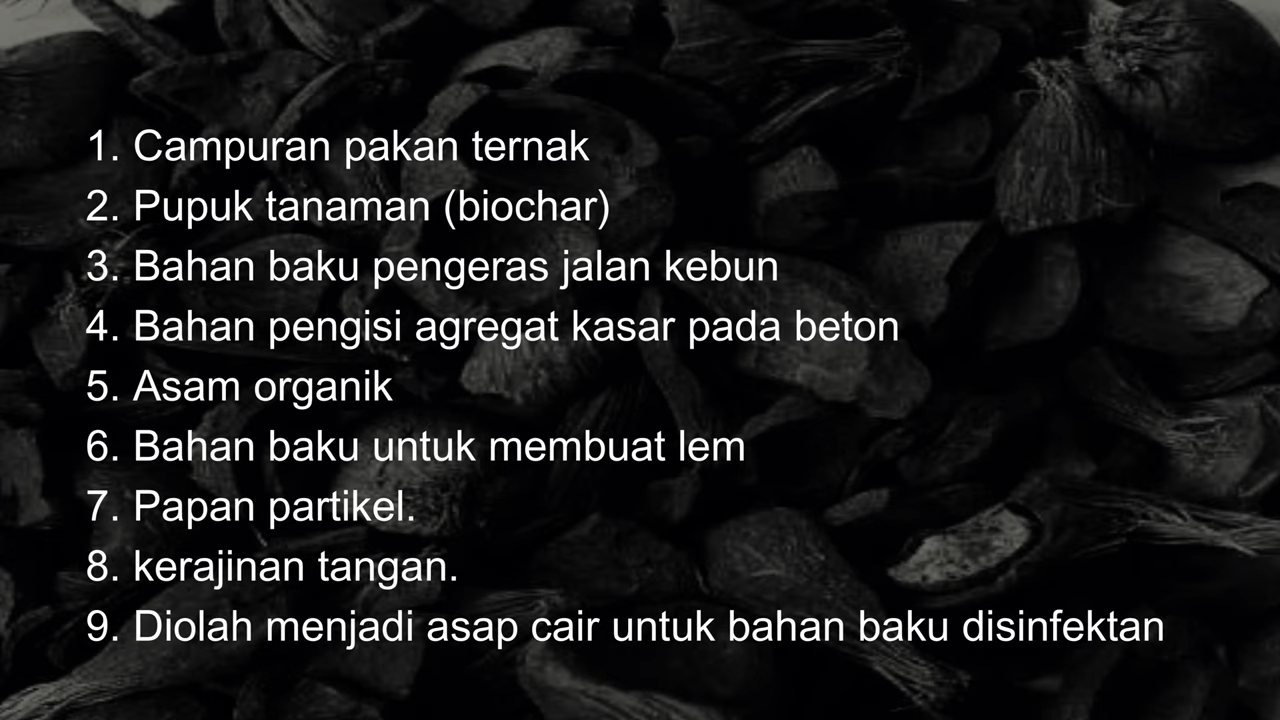 1. Campuran pakan ternak
2. Pupuk tanaman (biochar)
3. Bahan baku pengeras jalan kebun
4. Bahan pengisi agregat kasar pada beton
5. Asam organik
6. Bahan baku untuk membuat lem
7. Papan partikel.
8. kerajinan tangan.
9. Diolah menjadi asap cair untuk bahan baku disinfektan